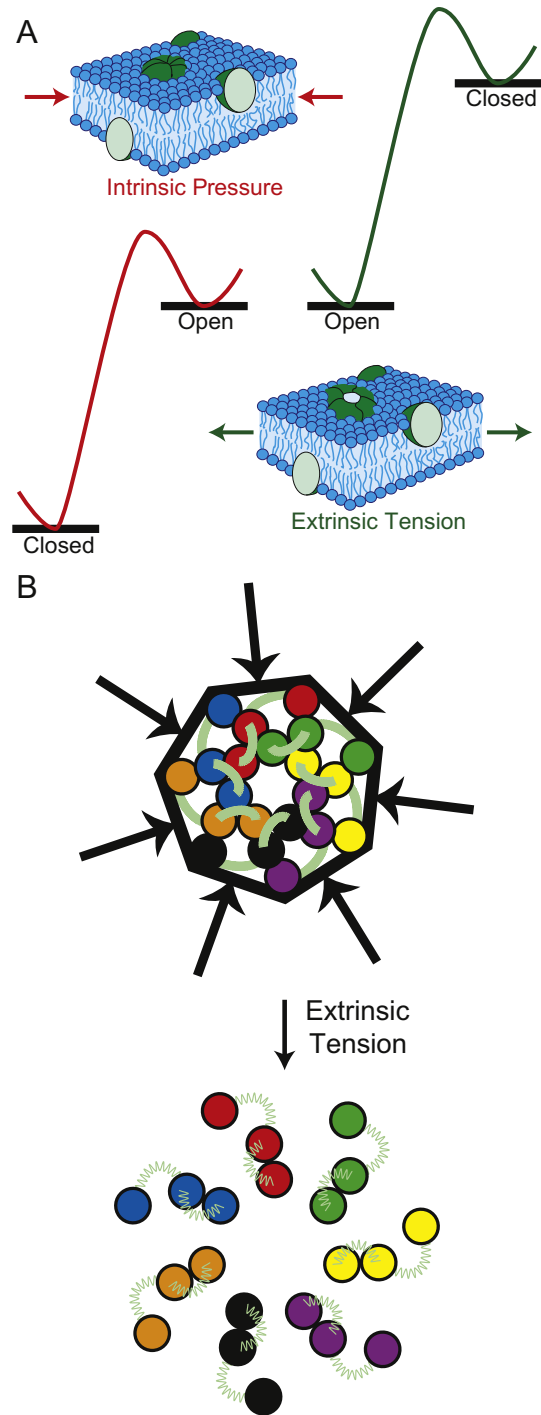 A
Closed
Intrinsic Pressure
Open
Open
Extrinsic Tension
Closed
B
Extrinsic
Tension